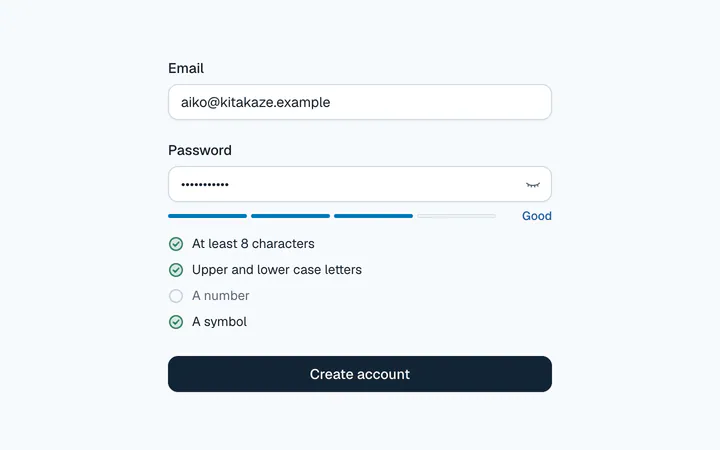 Email
aiko@kitakaze.example
Password
•••••••••••
Good
At least 8 characters
Upper and lower case letters
A number
A symbol
Create account